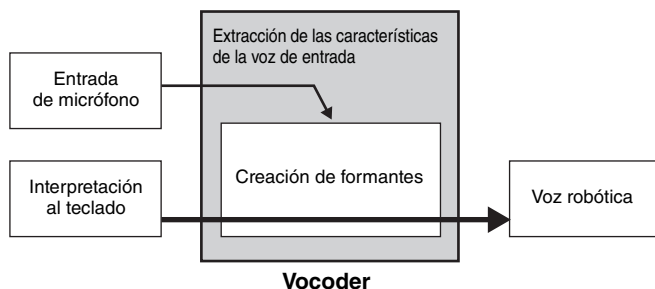 Extracción de las características
de la voz de entrada
Entrada
de micrófono
Creación de formantes
Interpretación
al teclado
Voz robótica
Vocoder